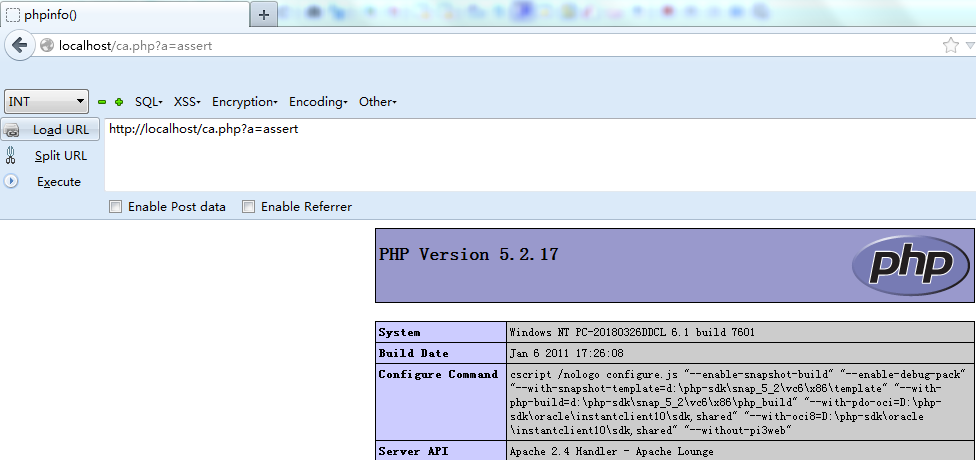 phpinfo()
localhost/ca.php?a=assert
INT SQL XSS Encryption Encoding Other
Load URL
http://localhost/ca.php?a=assert
Split URL
Execute
Enable Post data Enable Referrer
PHP Version 5.2.17
php
System Windows NT PC-20180326DDCL 6.1 build 7601
Build Date Jan 6 2011 17:26:08
Configure Command cscript /nologo configure.js "--enable-snapshot-build" "--enable-debug-pack"
"--with-snapshot-template=d:\php-sdk\snap_5_2\vc6\x86\template" "--with-
php-build=d:\php-sdk\snap_5_2\vc6\x86\php_build" "--with-pdo-oci=D:\php-
sdk\oracle\instantclient10\sdk,shared" "--with-oci8=D:\php-sdk\oracle
\instantclient10\sdk,shared" "--without-pi3web"
Server API Apache 2.4 Handler - Apache Lounge